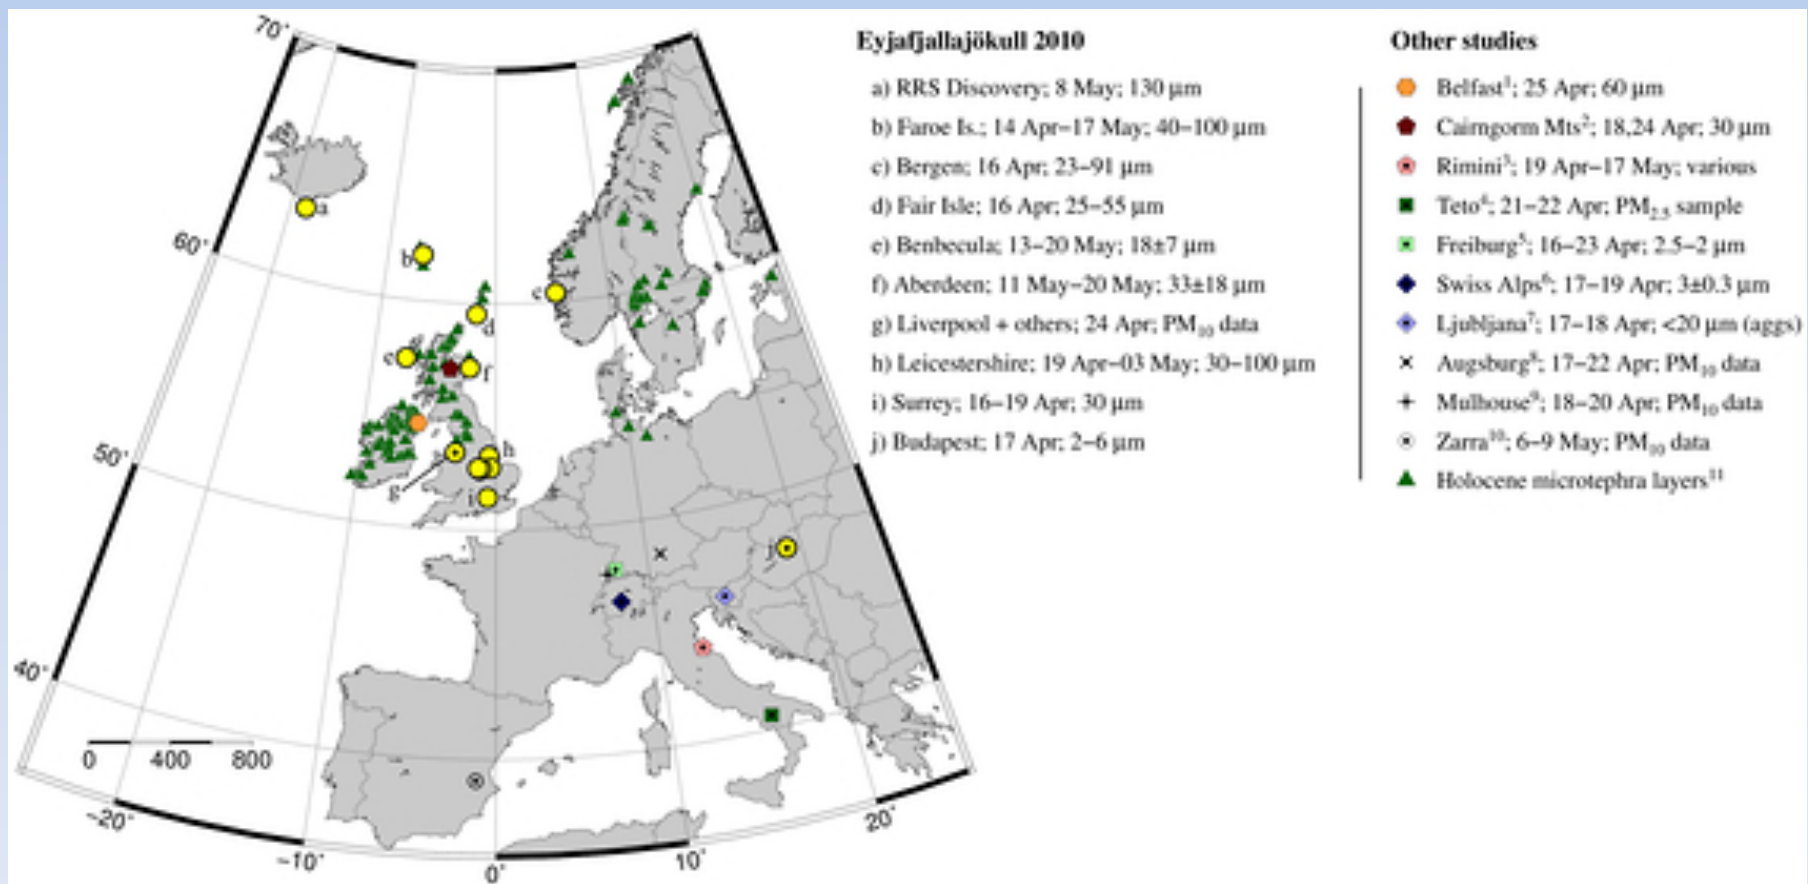 70°
60°
50°
40°
-20°
-10°
0°
10°
20°
0 400 800
a
b
c
d
e
f
g
h
i
j
Eyjafjallajökull 2010
a) RRS Discovery; 8 May; 130 µm
b) Faroe Is.; 14 Apr–17 May; 40–100 µm
c) Bergen; 16 Apr; 23–91 µm
d) Fair Isle; 16 Apr; 25–55 µm
e) Benbecula; 13–20 May; 18±7 µm
f) Aberdeen; 11 May–20 May; 33±18 µm
g) Liverpool + others; 24 Apr; PM₁₀ data
h) Leicestershire; 19 Apr–03 May; 30–100 µm
i) Surrey; 16–19 Apr; 30 µm
j) Budapest; 17 Apr; 2–6 µm
Other studies
Belfast¹; 25 Apr; 60 µm
Cairngorm Mts²; 18,24 Apr; 30 µm
Rimini³; 19 Apr–17 May; various
Teto⁴; 21–22 Apr; PM₂.₅ sample
Freiburg⁵; 16–23 Apr; 2.5–2 µm
Swiss Alps⁶; 17–19 Apr; 3±0.3 µm
Ljubljana⁷; 17–18 Apr; <20 µm (aggs)
Augsburg⁸; 17–22 Apr; PM₁₀ data
Mulhouse⁹; 18–20 Apr; PM₁₀ data
Zarra¹⁰; 6–9 May; PM₁₀ data
Holocene microtephra layers¹¹